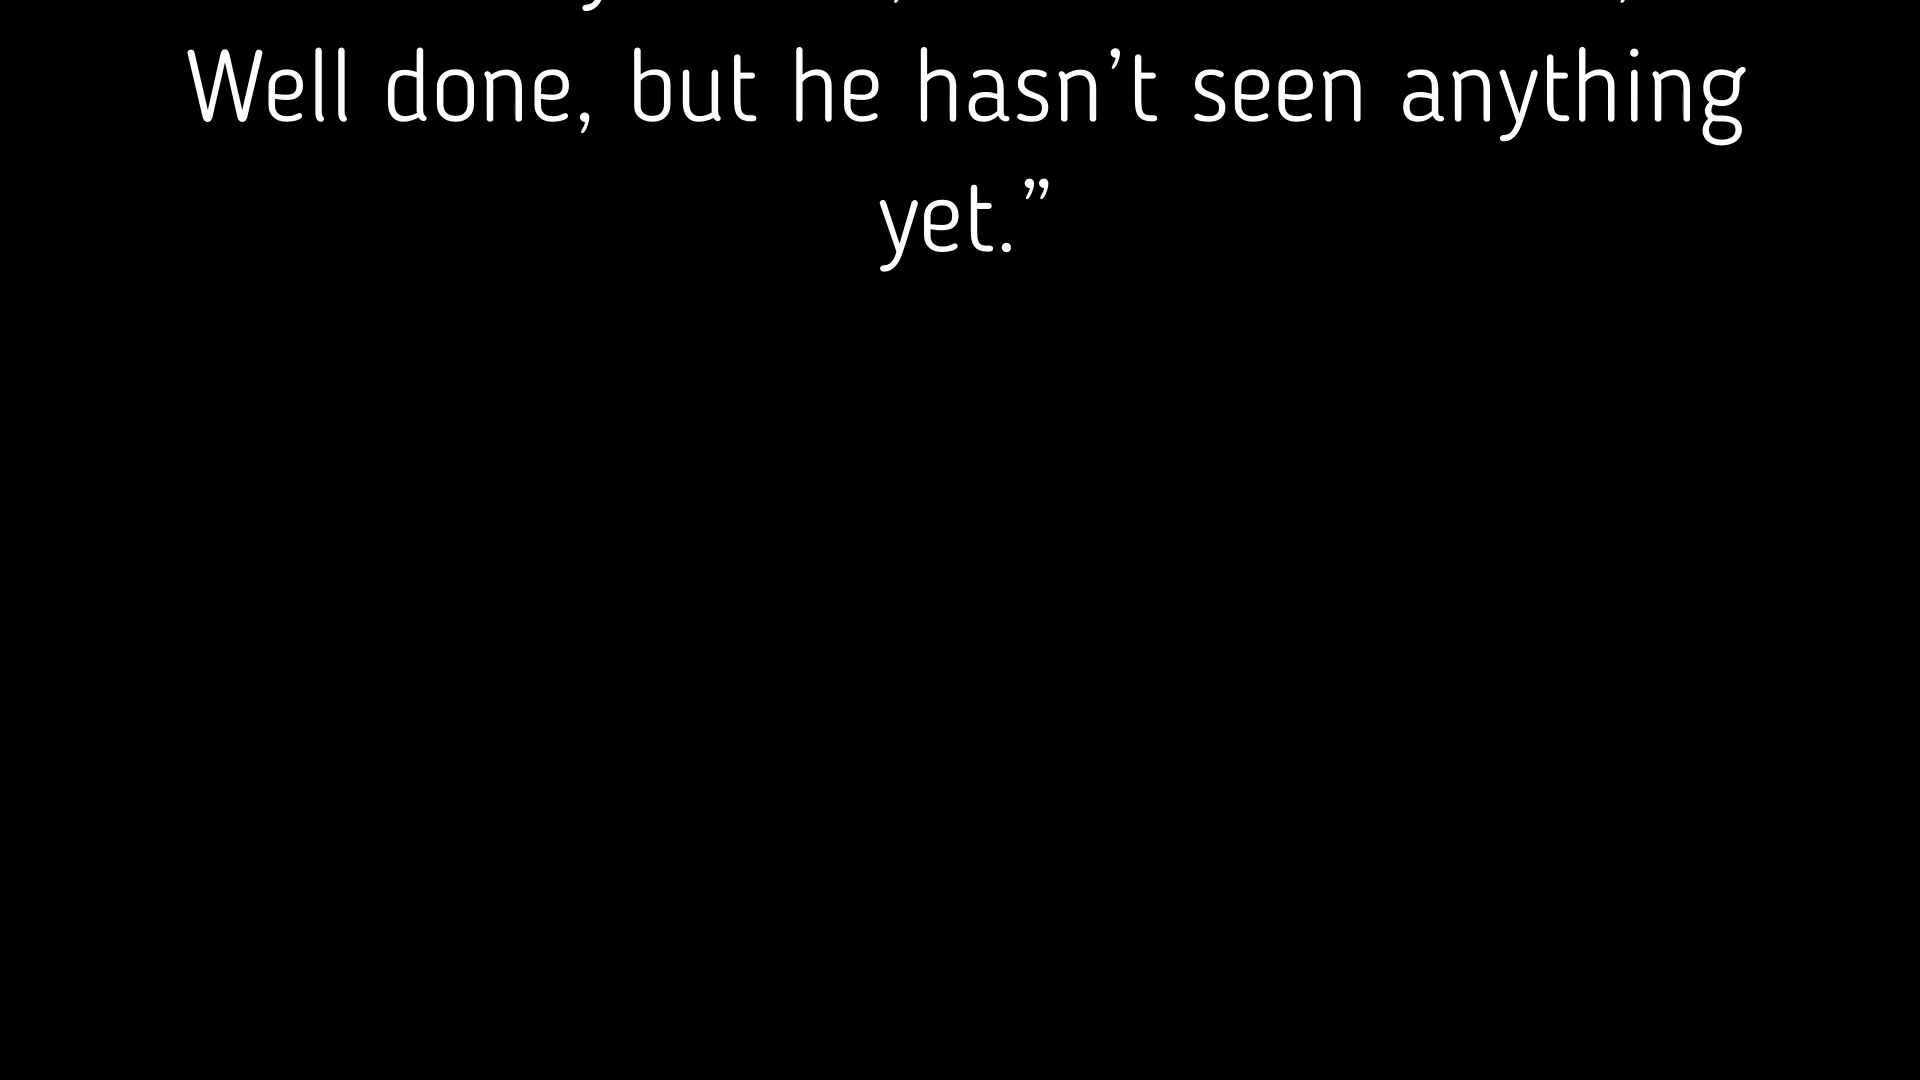 Well done, but he hasn’t seen anything
yet.”